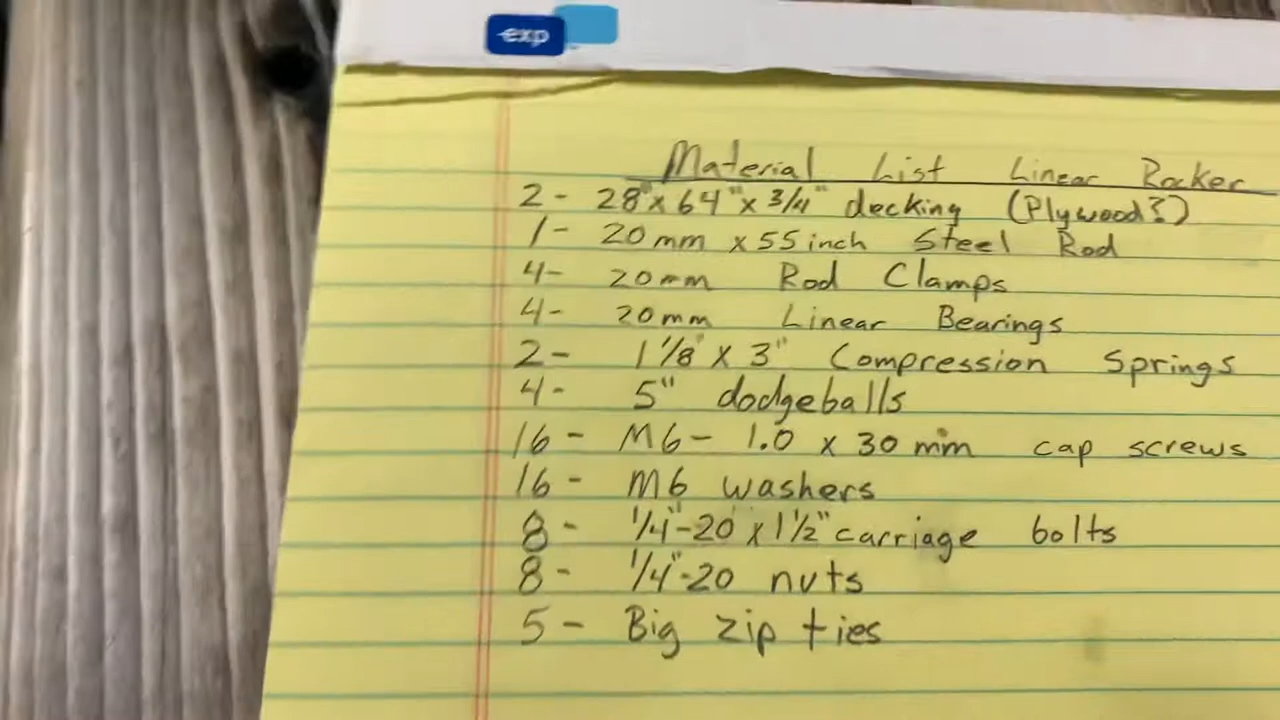 exp
Material List Linear Rocker
2 - 28" x 64" x 3/4" decking (Plywood?)
1 - 20mm x 55 inch Steel Rod
4 - 20mm Rod Clamps
4 - 20mm Linear Bearings
2 - 1 1/8" x 3" Compression Springs
4 - 5" dodgeballs
16 - M6 - 1.0 x 30 mm cap screws
16 - M6 washers
8 - 1/4"-20 x 1 1/2" carriage bolts
8 - 1/4"-20 nuts
5 - Big zip ties